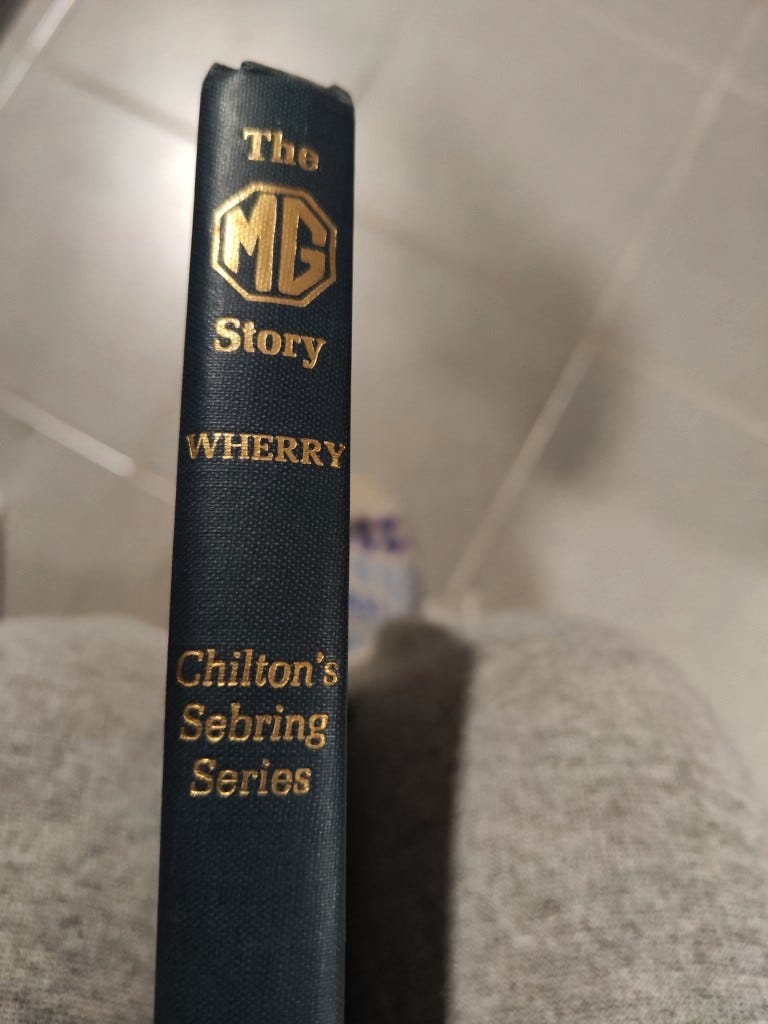 The
MG
Story
WHERRY
Chilton's
Sebring
Series